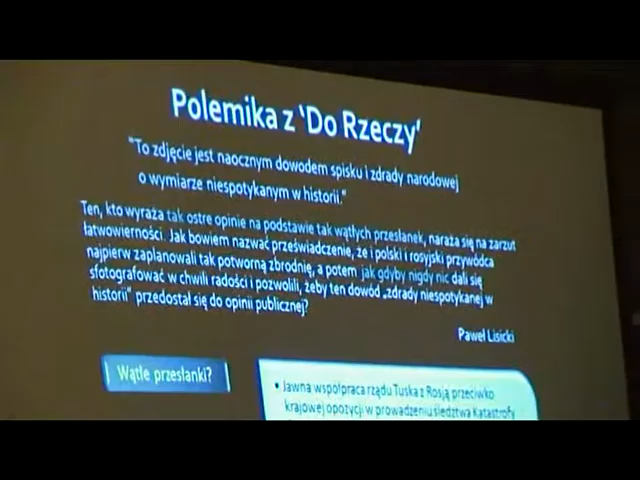 Polemika z 'Do Rzeczy'
"To zdjęcie jest naocznym dowodem spisku i zdrady narodowej
o wymiarze niespotykanym w historii."
Ten, kto wyraża tak ostre opinie na podstawie tak wątłych przesłanek, naraża się na zarzut
łatwowierności. Jak bowiem nazwać przeświadczenie, że i polski i rosyjski przywódca
najpierw zaplanowali tak potworną zbrodnię, a potem jak gdyby nigdy nic dali się
sfotografować w chwili radości i pozwolili, żeby ten dowód „zdrady niespotykanej w
historii" przedostał się do opinii publicznej?
Paweł Lisicki
Wątłe przesłanki?
• Jawna współpraca rządu Tuska z Rosją przeciwko
krajowej opozycji w prowadzeniu śledztwa Katastrofy